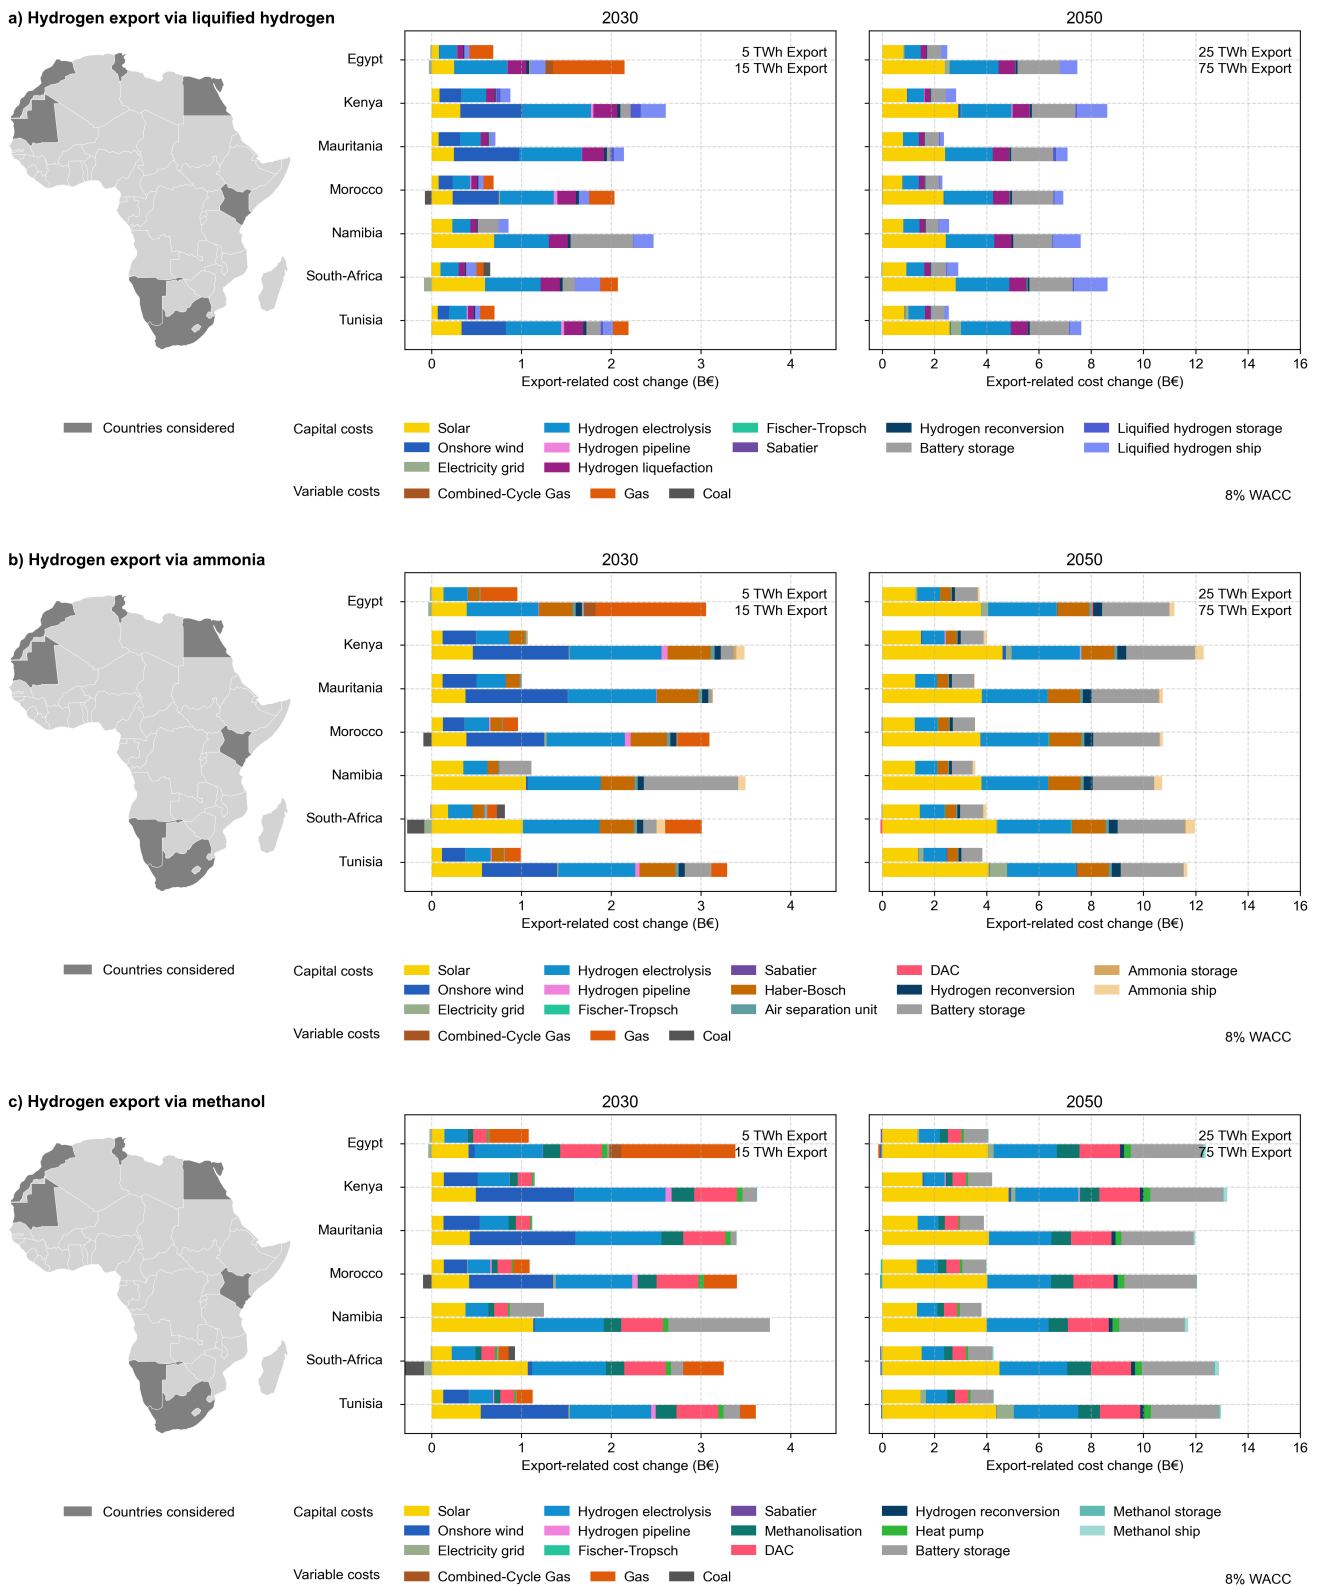 a) Hydrogen export via liquified hydrogen
2030
2050
Egypt
Kenya
Mauritania
Morocco
Namibia
South-Africa
Tunisia
5 TWh Export
15 TWh Export
25 TWh Export
75 TWh Export
0 1 2 3 4
0 2 4 6 8 10 12 14 16
Export-related cost change (B€)
Export-related cost change (B€)
Countries considered
Capital costs
Solar
Hydrogen electrolysis
Fischer-Tropsch
Hydrogen reconversion
Liquified hydrogen storage
Onshore wind
Hydrogen pipeline
Sabatier
Battery storage
Liquified hydrogen ship
Electricity grid
Hydrogen liquefaction
Variable costs
Combined-Cycle Gas
Gas
Coal
8% WACC
b) Hydrogen export via ammonia
2030
2050
Egypt
Kenya
Mauritania
Morocco
Namibia
South-Africa
Tunisia
5 TWh Export
15 TWh Export
25 TWh Export
75 TWh Export
0 1 2 3 4
0 2 4 6 8 10 12 14 16
Export-related cost change (B€)
Export-related cost change (B€)
Countries considered
Capital costs
Solar
Hydrogen electrolysis
Sabatier
DAC
Ammonia storage
Onshore wind
Hydrogen pipeline
Haber-Bosch
Hydrogen reconversion
Ammonia ship
Electricity grid
Fischer-Tropsch
Air separation unit
Battery storage
Variable costs
Combined-Cycle Gas
Gas
Coal
8% WACC
c) Hydrogen export via methanol
2030
2050
Egypt
Kenya
Mauritania
Morocco
Namibia
South-Africa
Tunisia
5 TWh Export
15 TWh Export
25 TWh Export
75 TWh Export
0 1 2 3 4
0 2 4 6 8 10 12 14 16
Export-related cost change (B€)
Export-related cost change (B€)
Countries considered
Capital costs
Solar
Hydrogen electrolysis
Sabatier
Hydrogen reconversion
Methanol storage
Onshore wind
Hydrogen pipeline
Methanolisation
Heat pump
Methanol ship
Electricity grid
Fischer-Tropsch
DAC
Battery storage
Variable costs
Combined-Cycle Gas
Gas
Coal
8% WACC